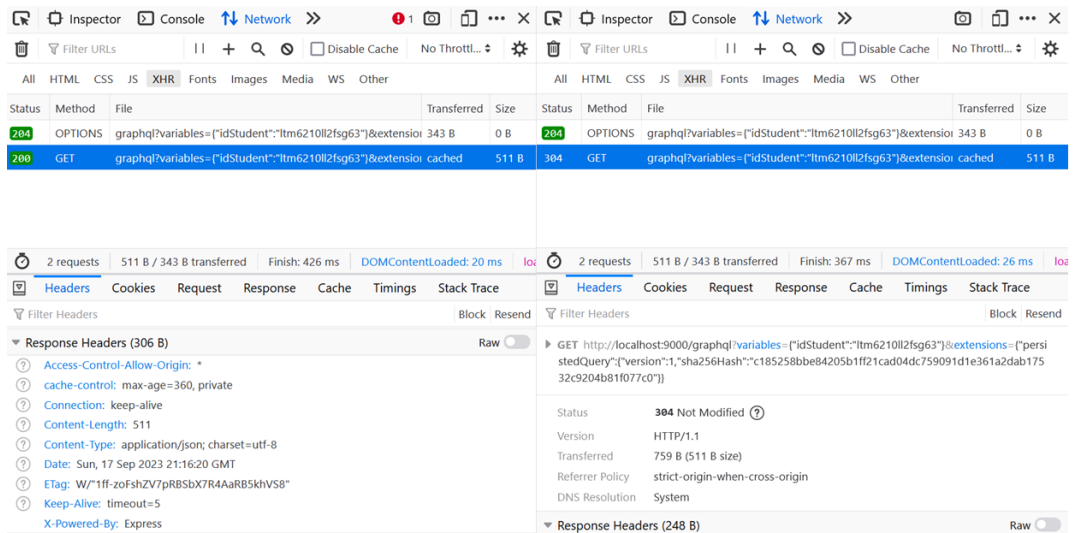 Inspector Console Network 1
Filter URLs Disable Cache No Throttl...
All HTML CSS JS XHR Fonts Images Media WS Other
Status Method File Transferred Size
204 OPTIONS graphql?variables={"idStudent":"ltm6210ll2fsg63"}&extension 343 B 0 B
200 GET graphql?variables={"idStudent":"ltm6210ll2fsg63"}&extension cached 511 B
2 requests 511 B / 343 B transferred Finish: 426 ms DOMContentLoaded: 20 ms loa
Headers Cookies Request Response Cache Timings Stack Trace
Filter Headers Block Resend
Response Headers (306 B) Raw
Access-Control-Allow-Origin: *
cache-control: max-age=360, private
Connection: keep-alive
Content-Length: 511
Content-Type: application/json; charset=utf-8
Date: Sun, 17 Sep 2023 21:16:20 GMT
ETag: W/"1ff-zoFshZV7pRBSbX7R4AaRB5khVS8"
Keep-Alive: timeout=5
X-Powered-By: Express
Inspector Console Network
Filter URLs Disable Cache No Throttl...
All HTML CSS JS XHR Fonts Images Media WS Other
Status Method File Transferred Size
204 OPTIONS graphql?variables={"idStudent":"ltm6210ll2fsg63"}&extension 343 B 0 B
304 GET graphql?variables={"idStudent":"ltm6210ll2fsg63"}&extension cached 511 B
2 requests 511 B / 343 B transferred Finish: 367 ms DOMContentLoaded: 26 ms loa
Headers Cookies Request Response Cache Timings Stack Trace
Filter Headers Block Resend
GET http://localhost:9000/graphql?variables={"idStudent":"ltm6210ll2fsg63"}&extensions={"persi
stedQuery":{"version":1,"sha256Hash":"c185258bbe84205b1ff21cad04dc759091d1e361a2dab175
32c9204b81f077c0"}}
Status 304 Not Modified
Version HTTP/1.1
Transferred 759 B (511 B size)
Referrer Policy strict-origin-when-cross-origin
DNS Resolution System
Response Headers (248 B) Raw